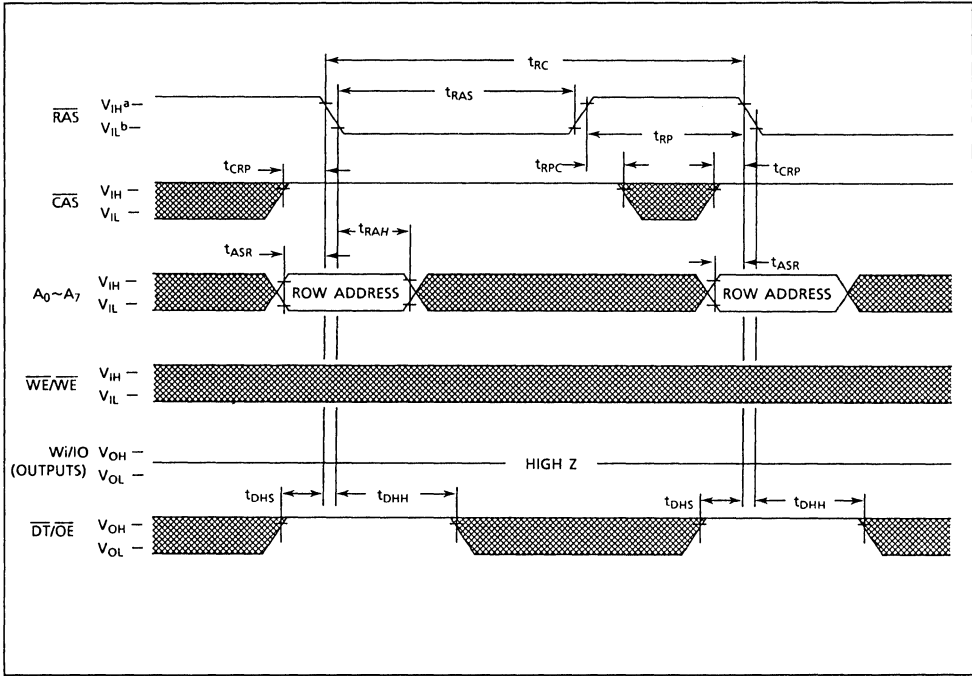 tRC
tRAS
RAS VIHa
VILb
tRP
tCRP tRPC tCRP
CAS VIH
VIL
tRAH
tASR tASR
A0~A7 VIH ROW ADDRESS ROW ADDRESS
VIL
WE/WE VIH
VIL
Wi/IO VOH
(OUTPUTS) VOL HIGH Z
tDHS tDHH tDHS tDHH
DT/OE VOH
VOL